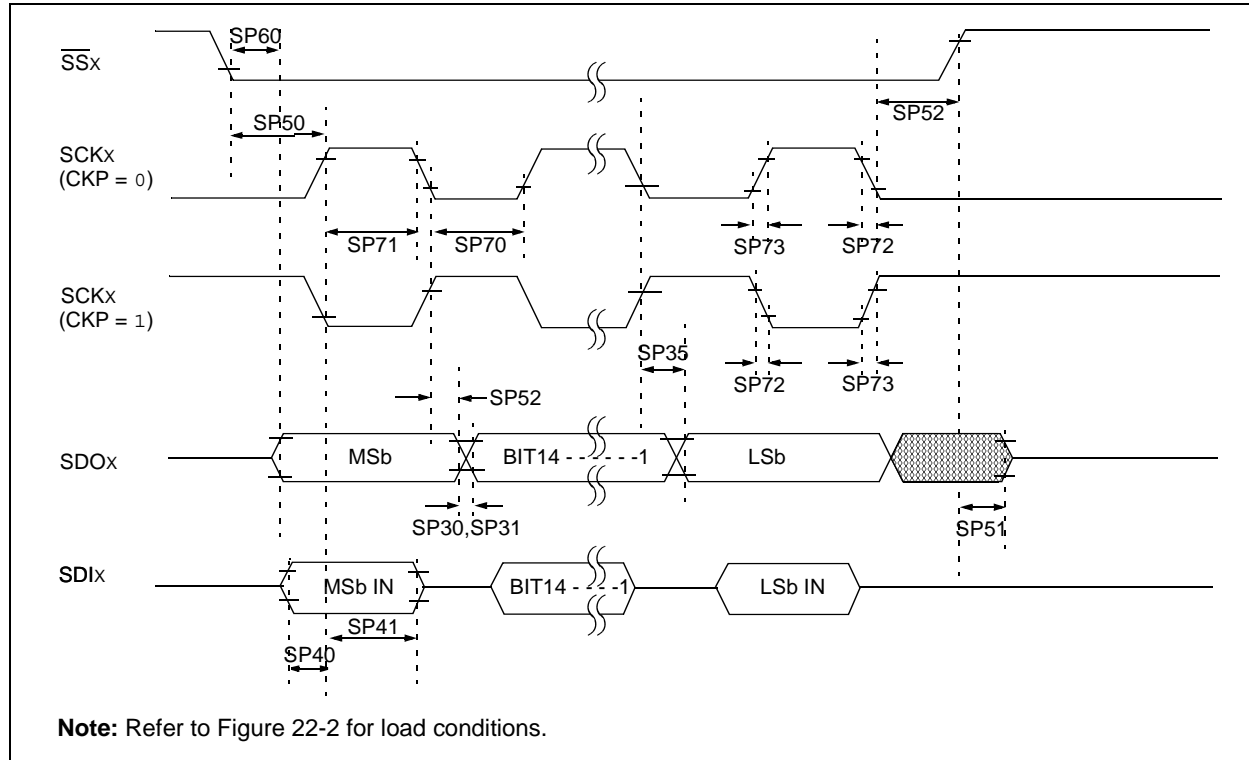 SP60
SSX
SP50
SP52
SCKX
(CKP = 0)
SP71
SP70
SP73
SP72
SCKX
(CKP = 1)
SP35
SP72
SP73
SP52
SDOX
MSb
BIT14 - - - - - -1
LSb
SP30,SP31
SP51
SDIX
MSb IN
BIT14 - - - - -1
LSb IN
SP41
SP40
Note: Refer to Figure 22-2 for load conditions.